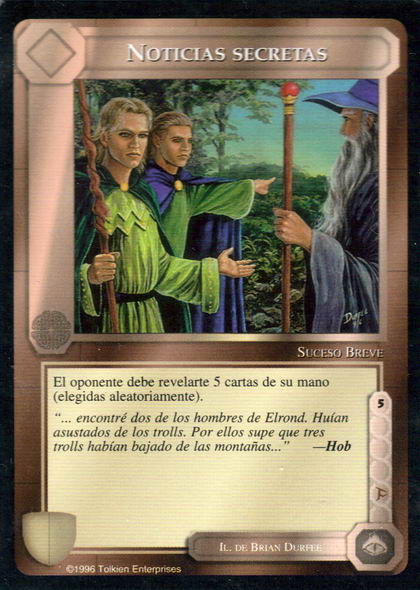 NOTICIAS SECRETAS
Durfee
SUCESO BREVE
El oponente debe revelarte 5 cartas de su mano
(elegidas aleatoriamente).
“... encontré dos de los hombres de Elrond. Huían
asustados de los trolls. Por ellos supe que tres
trolls habían bajado de las montañas...” —Hob
5
IL. DE BRIAN DURFEE
©1996 Tolkien Enterprises